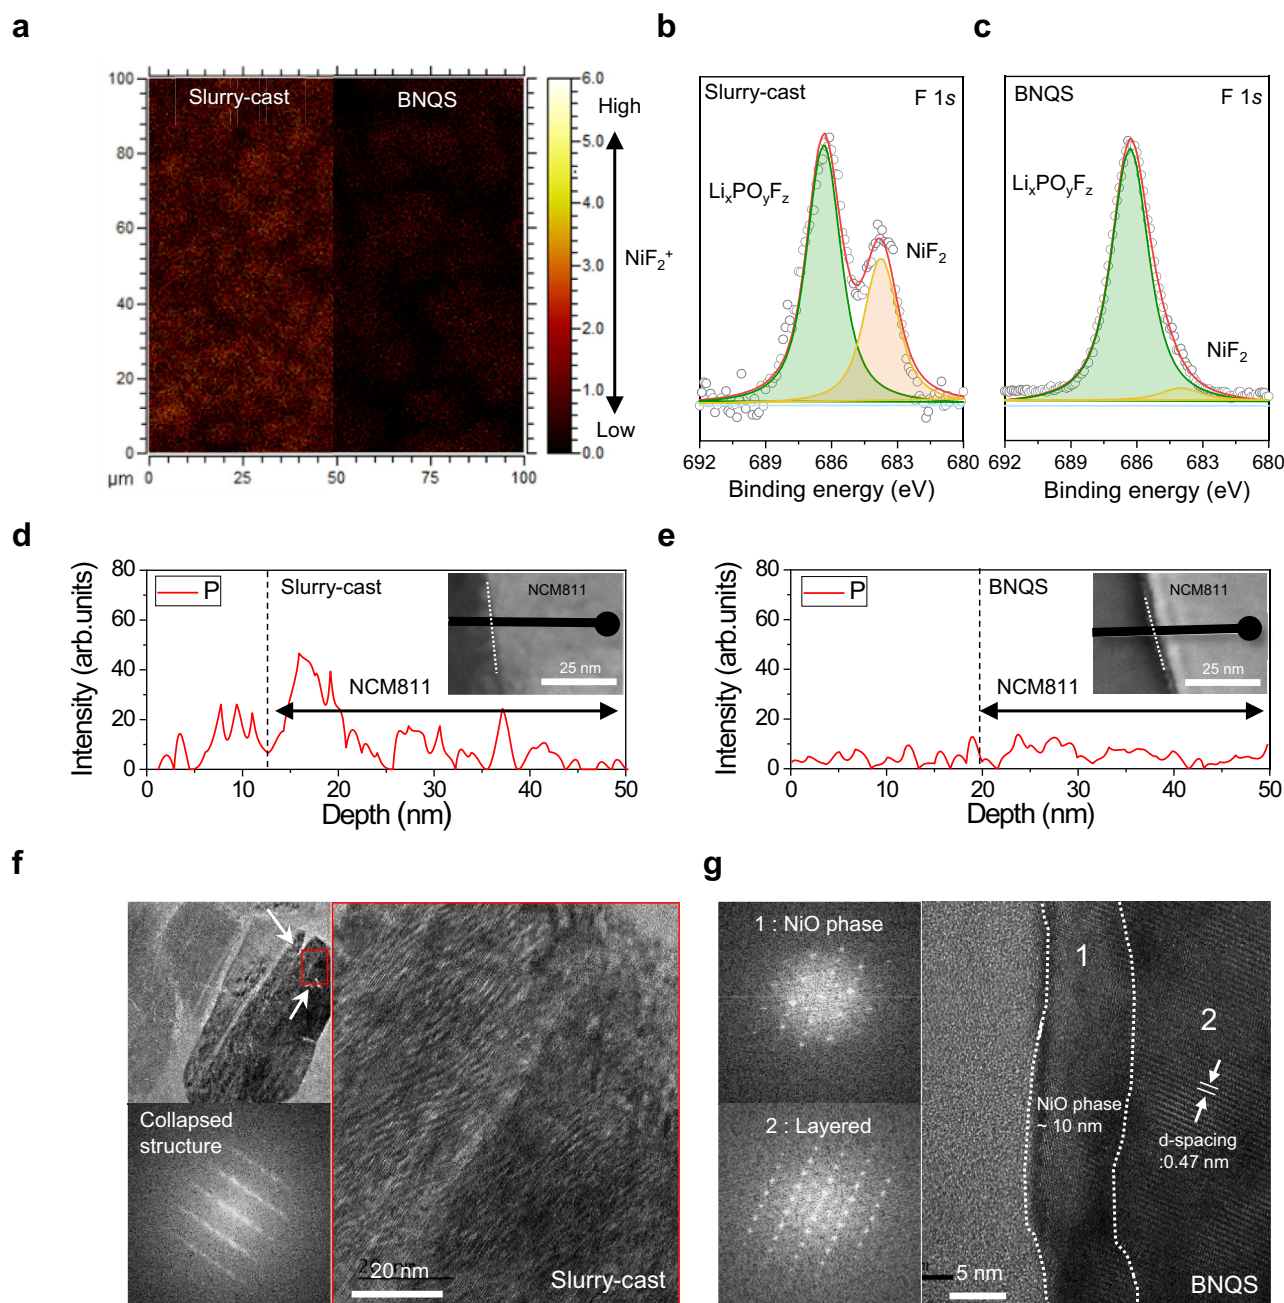 a
100
80
60
40
20
0
µm
0
25
50
75
100
Slurry-cast
BNQS
6.0
5.0
4.0
3.0
2.0
1.0
0.0
High
NiF₂⁺
Low
b
Slurry-cast
F 1s
LiₓPOᵧF_z
NiF₂
692
689
686
683
680
Binding energy (eV)
c
BNQS
F 1s
LiₓPOᵧF_z
NiF₂
692
689
686
683
680
Binding energy (eV)
d
Intensity (arb.units)
80
60
40
20
0
P
Slurry-cast
NCM811
25 nm
NCM811
0
10
20
30
40
50
Depth (nm)
e
Intensity (arb.units)
80
60
40
20
0
P
BNQS
NCM811
25 nm
NCM811
0
10
20
30
40
50
Depth (nm)
f
Collapsed
structure
20 nm
Slurry-cast
g
1 : NiO phase
2 : Layered
1
2
NiO phase
~ 10 nm
d-spacing
:0.47 nm
5 nm
BNQS